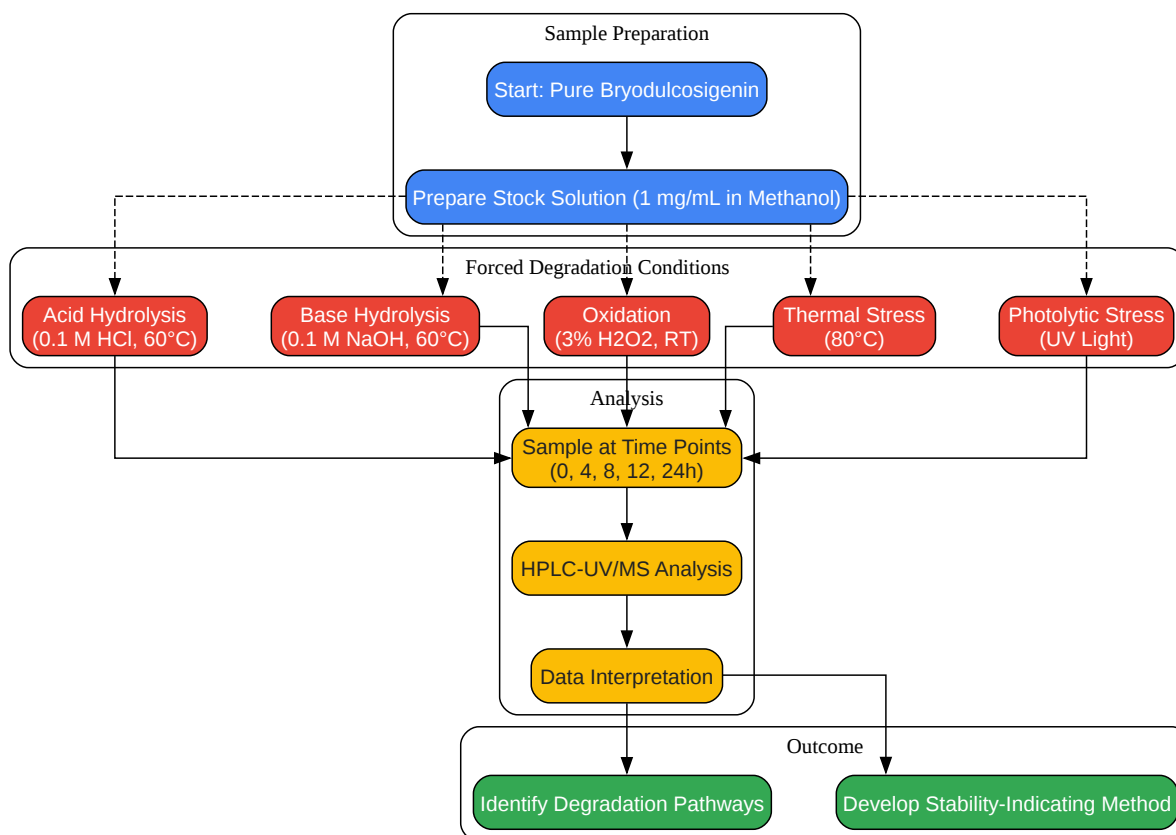 Sample Preparation
Start: Pure Bryodulcosigenin
Prepare Stock Solution (1 mg/mL in Methanol)
Forced Degradation Conditions
Acid Hydrolysis
(0.1 M HCl, 60°C)
Base Hydrolysis
(0.1 M NaOH, 60°C)
Oxidation
(3% H2O2, RT)
Thermal Stress
(80°C)
Photolytic Stress
(UV Light)
Analysis
Sample at Time Points
(0, 4, 8, 12, 24h)
HPLC-UV/MS Analysis
Data Interpretation
Outcome
Identify Degradation Pathways
Develop Stability-Indicating Method